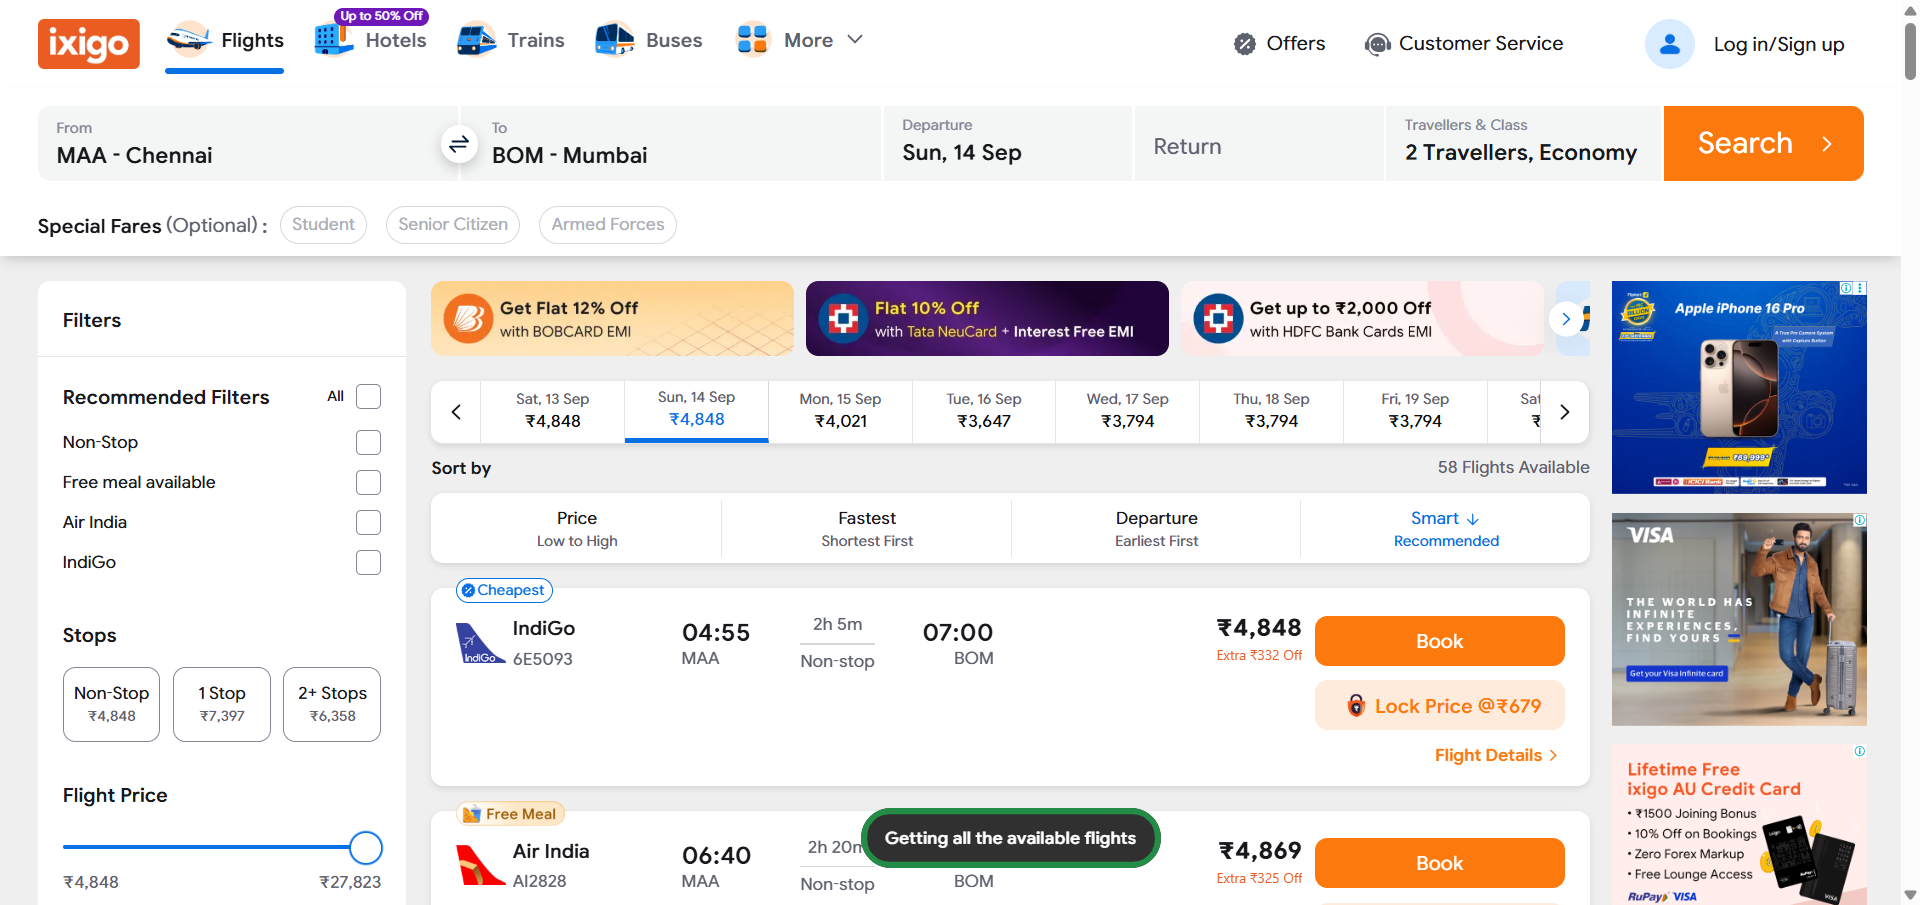 ixigo
Flights
Up to 50% Off
Hotels
Trains
Buses
More
Offers
Customer Service
Log in/Sign up
From
MAA - Chennai
To
BOM - Mumbai
Departure
Sun, 14 Sep
Return
Travellers & Class
2 Travellers, Economy
Search
Special Fares (Optional) :
Student
Senior Citizen
Armed Forces
Filters
Recommended Filters
All
Non-Stop
Free meal available
Air India
IndiGo
Stops
Non-Stop
₹4,848
1 Stop
₹7,397
2+ Stops
₹6,358
Flight Price
₹4,848
₹27,823
Get Flat 12% Off
with BOBCARD EMI
Flat 10% Off
with Tata NeuCard + Interest Free EMI
Get up to ₹2,000 Off
with HDFC Bank Cards EMI
Sat, 13 Sep
₹4,848
Sun, 14 Sep
₹4,848
Mon, 15 Sep
₹4,021
Tue, 16 Sep
₹3,647
Wed, 17 Sep
₹3,794
Thu, 18 Sep
₹3,794
Fri, 19 Sep
₹3,794
Sat
₹
Sort by
58 Flights Available
Price
Low to High
Fastest
Shortest First
Departure
Earliest First
Smart
Recommended
Cheapest
IndiGo
IndiGo
6E5093
04:55
MAA
2h 5m
Non-stop
07:00
BOM
₹4,848
Extra ₹332 Off
Book
Lock Price @₹679
Flight Details
Free Meal
Air India
AI2828
06:40
MAA
2h 20m
Non-stop
BOM
₹4,869
Extra ₹325 Off
Book
Getting all the available flights
Apple iPhone 16 Pro
A True Pro Camera System
with Capture Button
₹69,999*
ICICI Bank
VISA
THE WORLD HAS
INFINITE
EXPERIENCES,
FIND YOURS
Get your Visa Infinite card
Lifetime Free
ixigo AU Credit Card
• ₹1500 Joining Bonus
• 10% Off on Bookings
• Zero Forex Markup
• Free Lounge Access
RuPay VISA